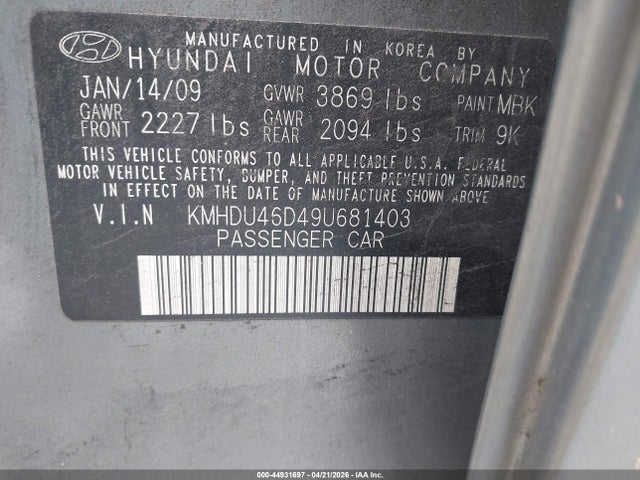 MANUFACTURED IN KOREA BY
HYUNDAI MOTOR COMPANY
JAN/14/09 GVWR 3869 lbs PAINT MBK
GAWR FRONT 2227 lbs GAWR REAR 2094 lbs TRIM 9K
THIS VEHICLE CONFORMS TO ALL APPLICABLE U.S.A. FEDERAL
MOTOR VEHICLE SAFETY, BUMPER, AND THEFT PREVENTION STANDARDS
IN EFFECT ON THE DATE OF MANUFACTURE SHOWN ABOVE
V.I.N KMHDU46D49U681403
PASSENGER CAR
000-44931697 - 04/21/2026 - IAA Inc.